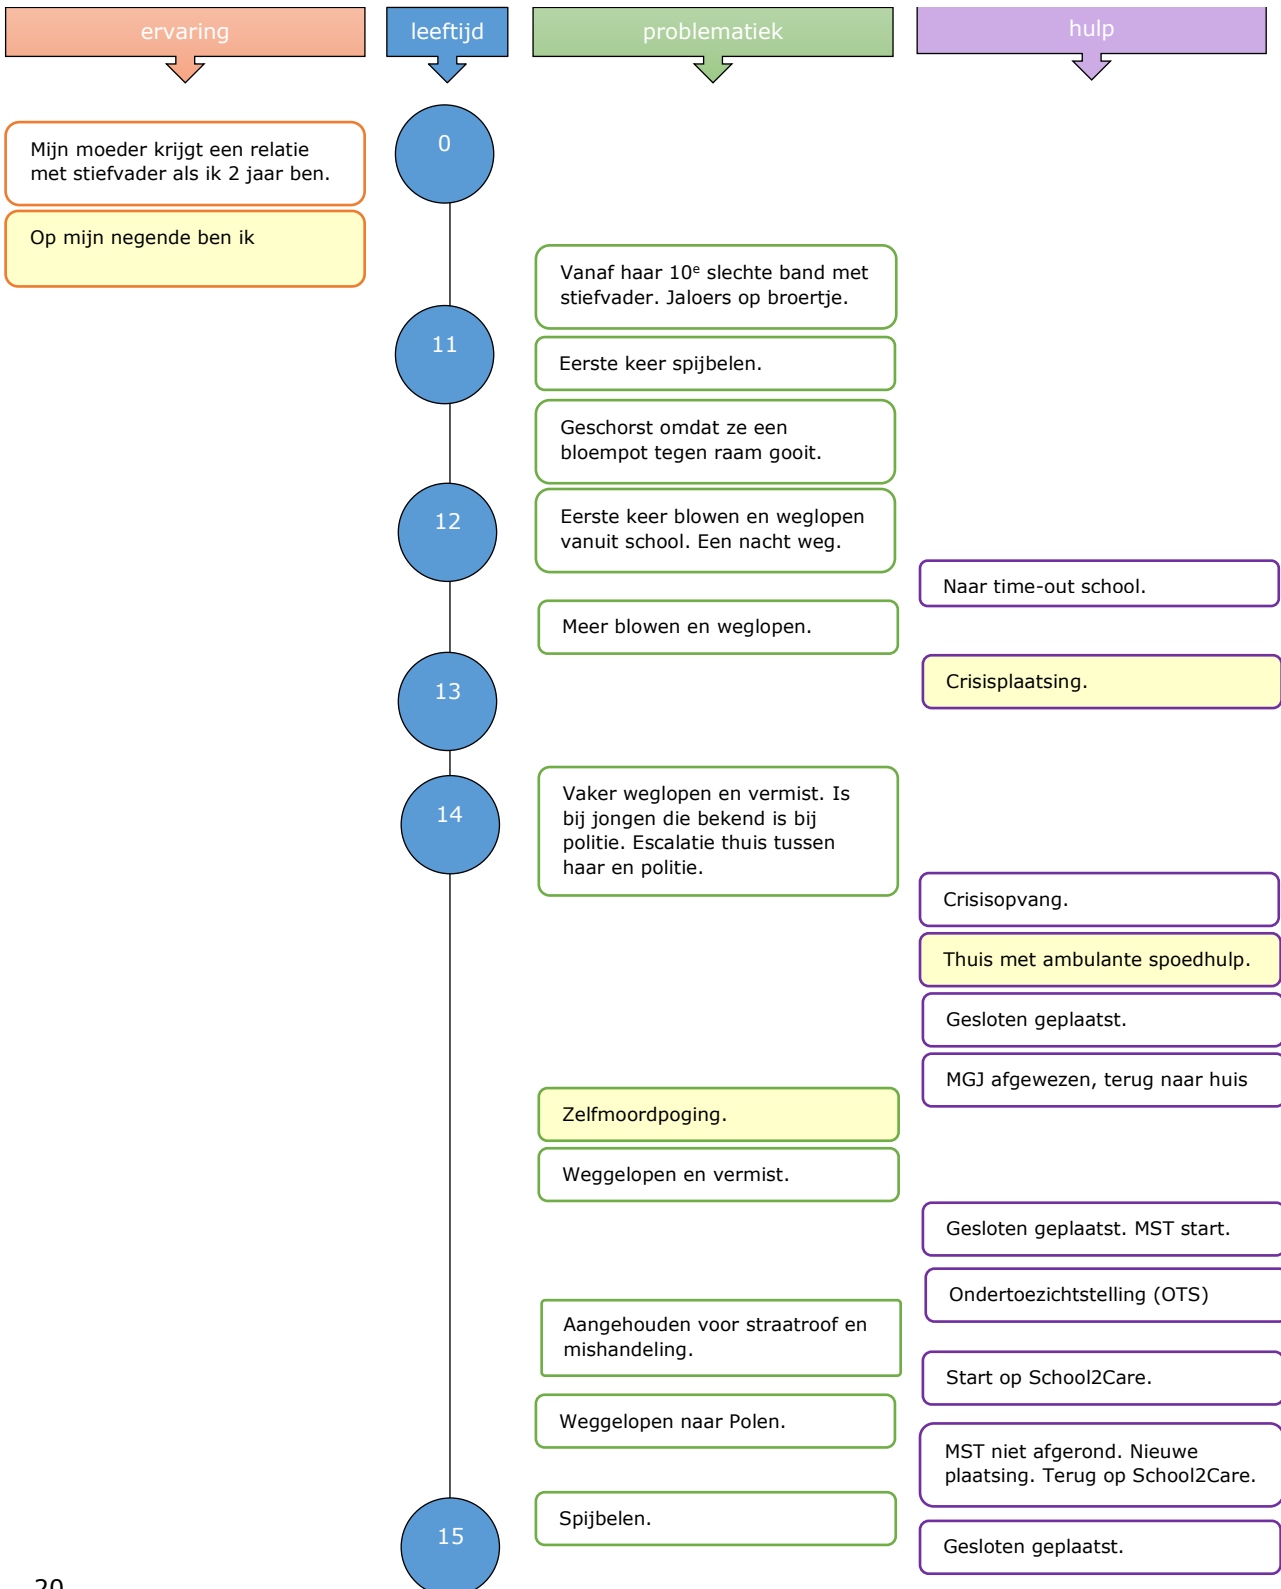 ervaring
leeftijd
problematiek
hulp
0
Mijn moeder krijgt een relatie
met stiefvader als ik 2 jaar ben.
Op mijn negende ben ik
Vanaf haar 10e slechte band met
stiefvader. Jaloers op broertje.
11
Eerste keer spijbelen.
Geschorst omdat ze een
bloempot tegen raam gooit.
12
Eerste keer blowen en weglopen
vanuit school. Een nacht weg.
Naar time-out school.
Meer blowen en weglopen.
13
Crisisplaatsing.
14
Vaker weglopen en vermist. Is
bij jongen die bekend is bij
politie. Escalatie thuis tussen
haar en politie.
Crisisopvang.
Thuis met ambulante spoedhulp.
Gesloten geplaatst.
MGJ afgewezen, terug naar huis
Zelfmoordpoging.
Weggelopen en vermist.
Gesloten geplaatst. MST start.
Ondertoezichtstelling (OTS)
Aangehouden voor straatroof en
mishandeling.
Start op School2Care.
Weggelopen naar Polen.
MST niet afgerond. Nieuwe
plaatsing. Terug op School2Care.
Spijbelen.
15
Gesloten geplaatst.
20